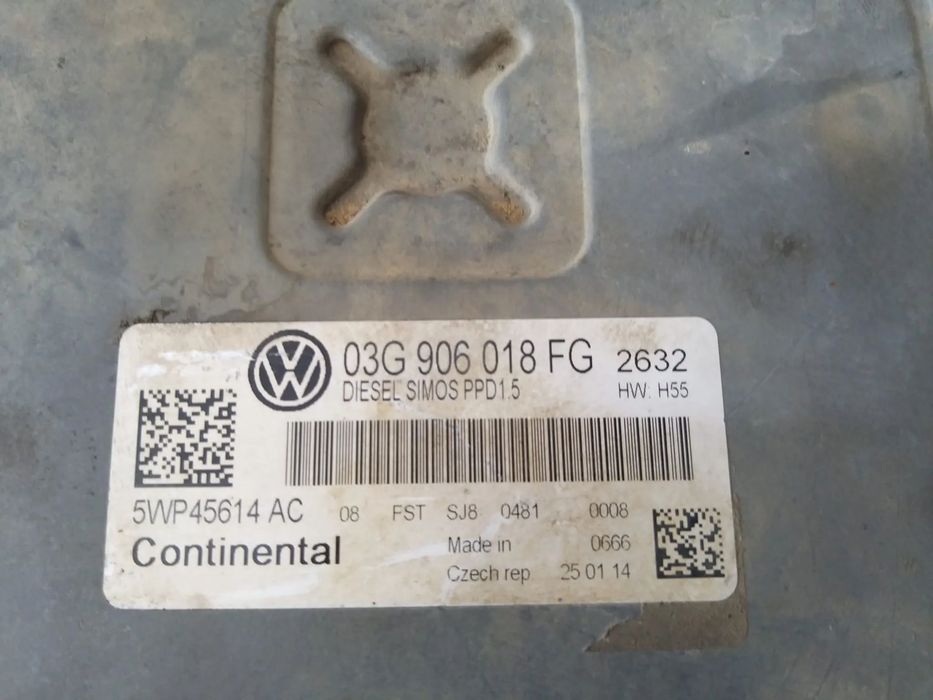 03G 906 018 FG 2632
DIESEL SIMOS PPD1.5 HW: H55
5WP45614 AC 08 FST SJ8 0481 0008
Continental Made in 0666
Czech rep 25 01 14